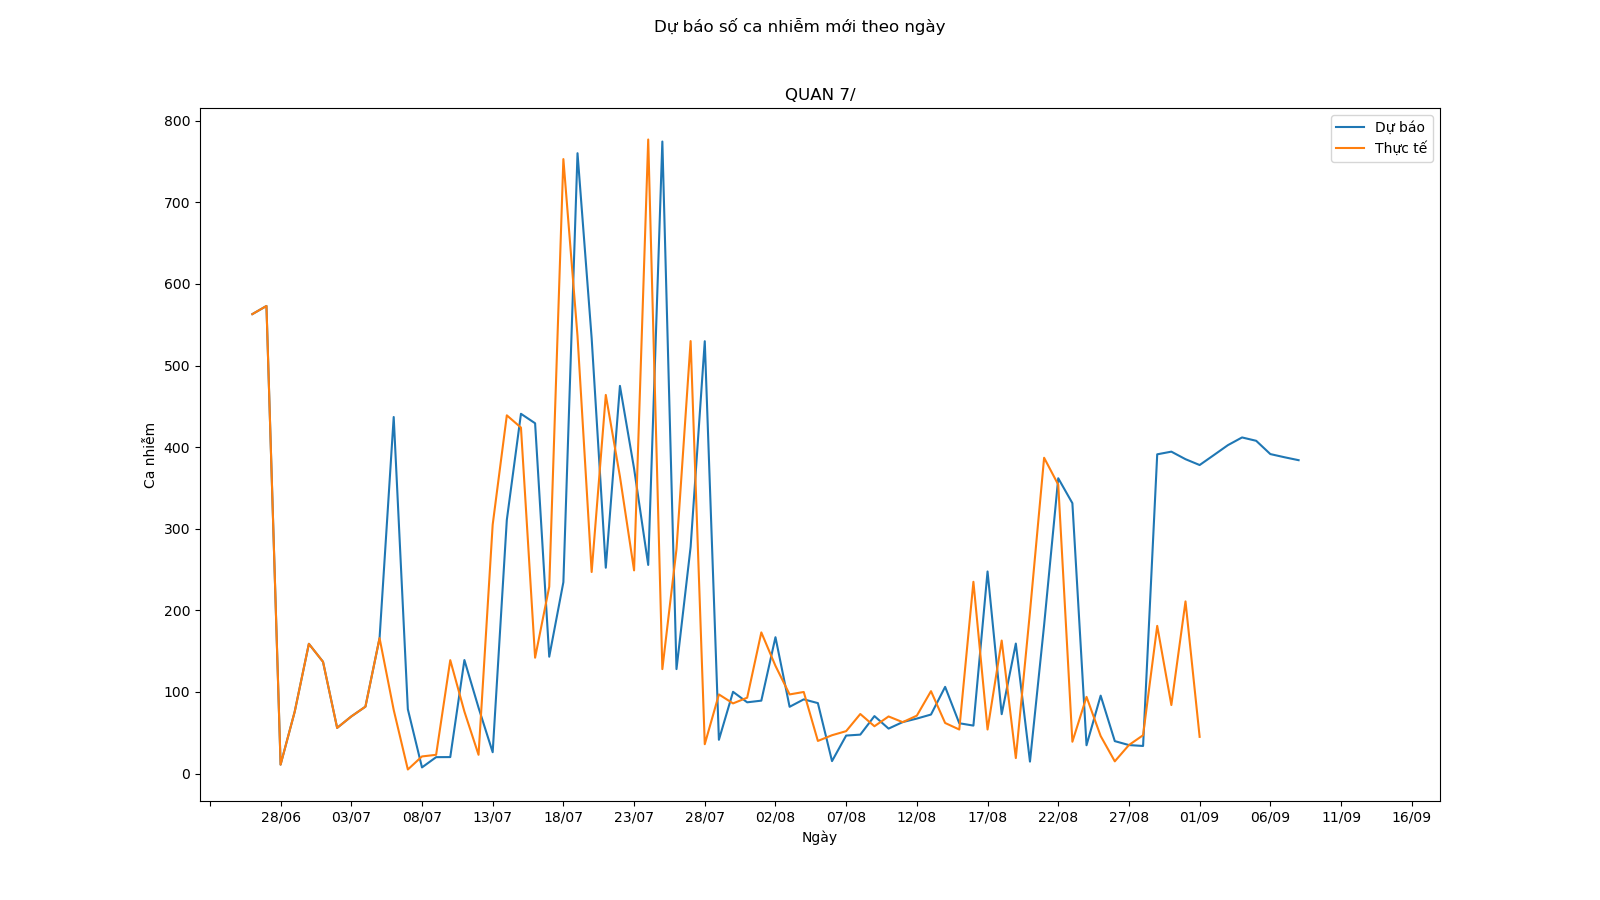 Dự báo số ca nhiễm mới theo ngày
QUAN 7/
Dự báo
Thực tế
800
700
600
500
400
300
200
100
0
Ca nhiễm
28/06 03/07 08/07 13/07 18/07 23/07 28/07 02/08 07/08 12/08 17/08 22/08 27/08 01/09 06/09 11/09 16/09
Ngày